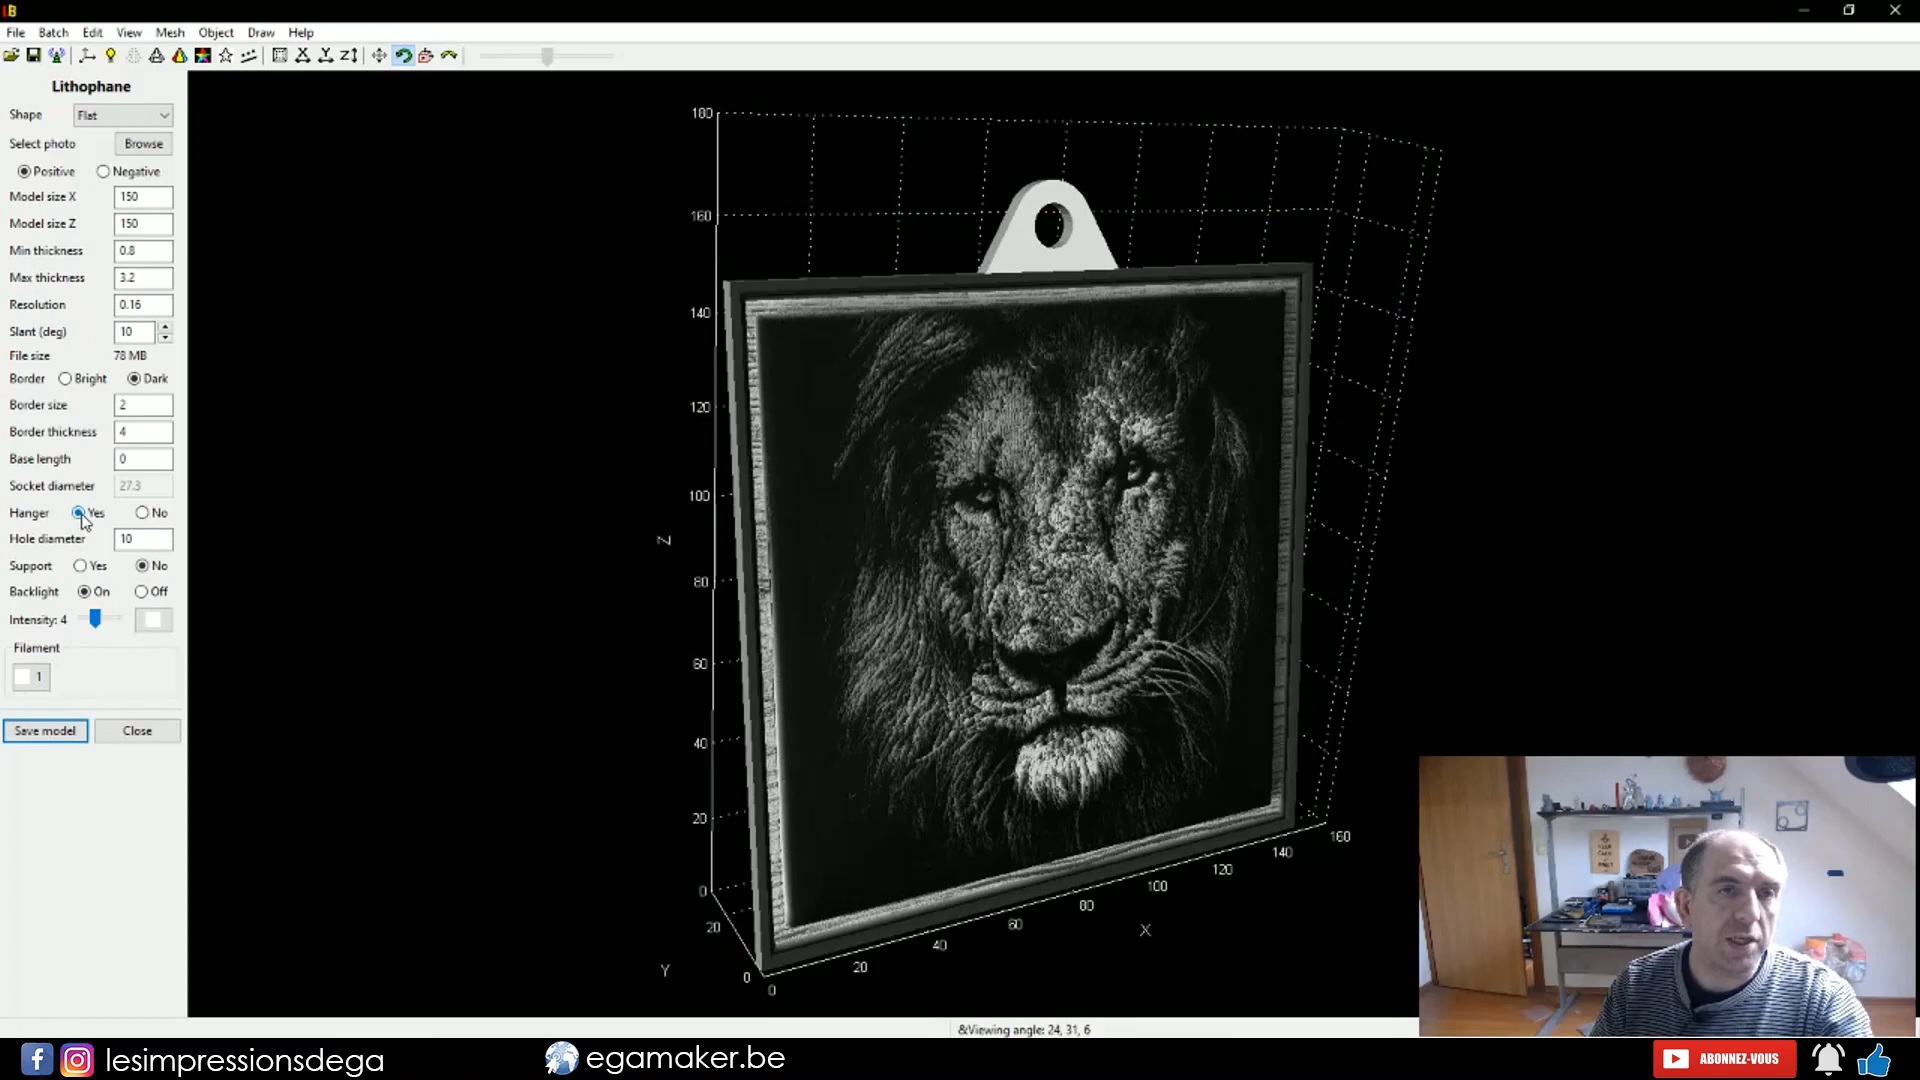 File Batch Edit View Mesh Object Draw Help
Lithophane
Shape Flat
Select photo Browse
Positive Negative
Model size X 150
Model size Z 150
Min thickness 0.8
Max thickness 3.2
Resolution 0.16
Slant (deg) 10
File size 78 MB
Border Bright Dark
Border size 2
Border thickness 4
Base length 0
Socket diameter 27.3
Hanger Yes No
Hole diameter 10
Support Yes No
Backlight On Off
Intensity: 4
Filament
1
Save model Close
180
160
140
120
100
80
60
40
20
0
Z
20
0
Y
0
20
40
60
80
100
120
140
160
X
&Viewing angle: 24, 31, 6
lesimpressionsdega egamaker.be ABONNEZ-VOUS